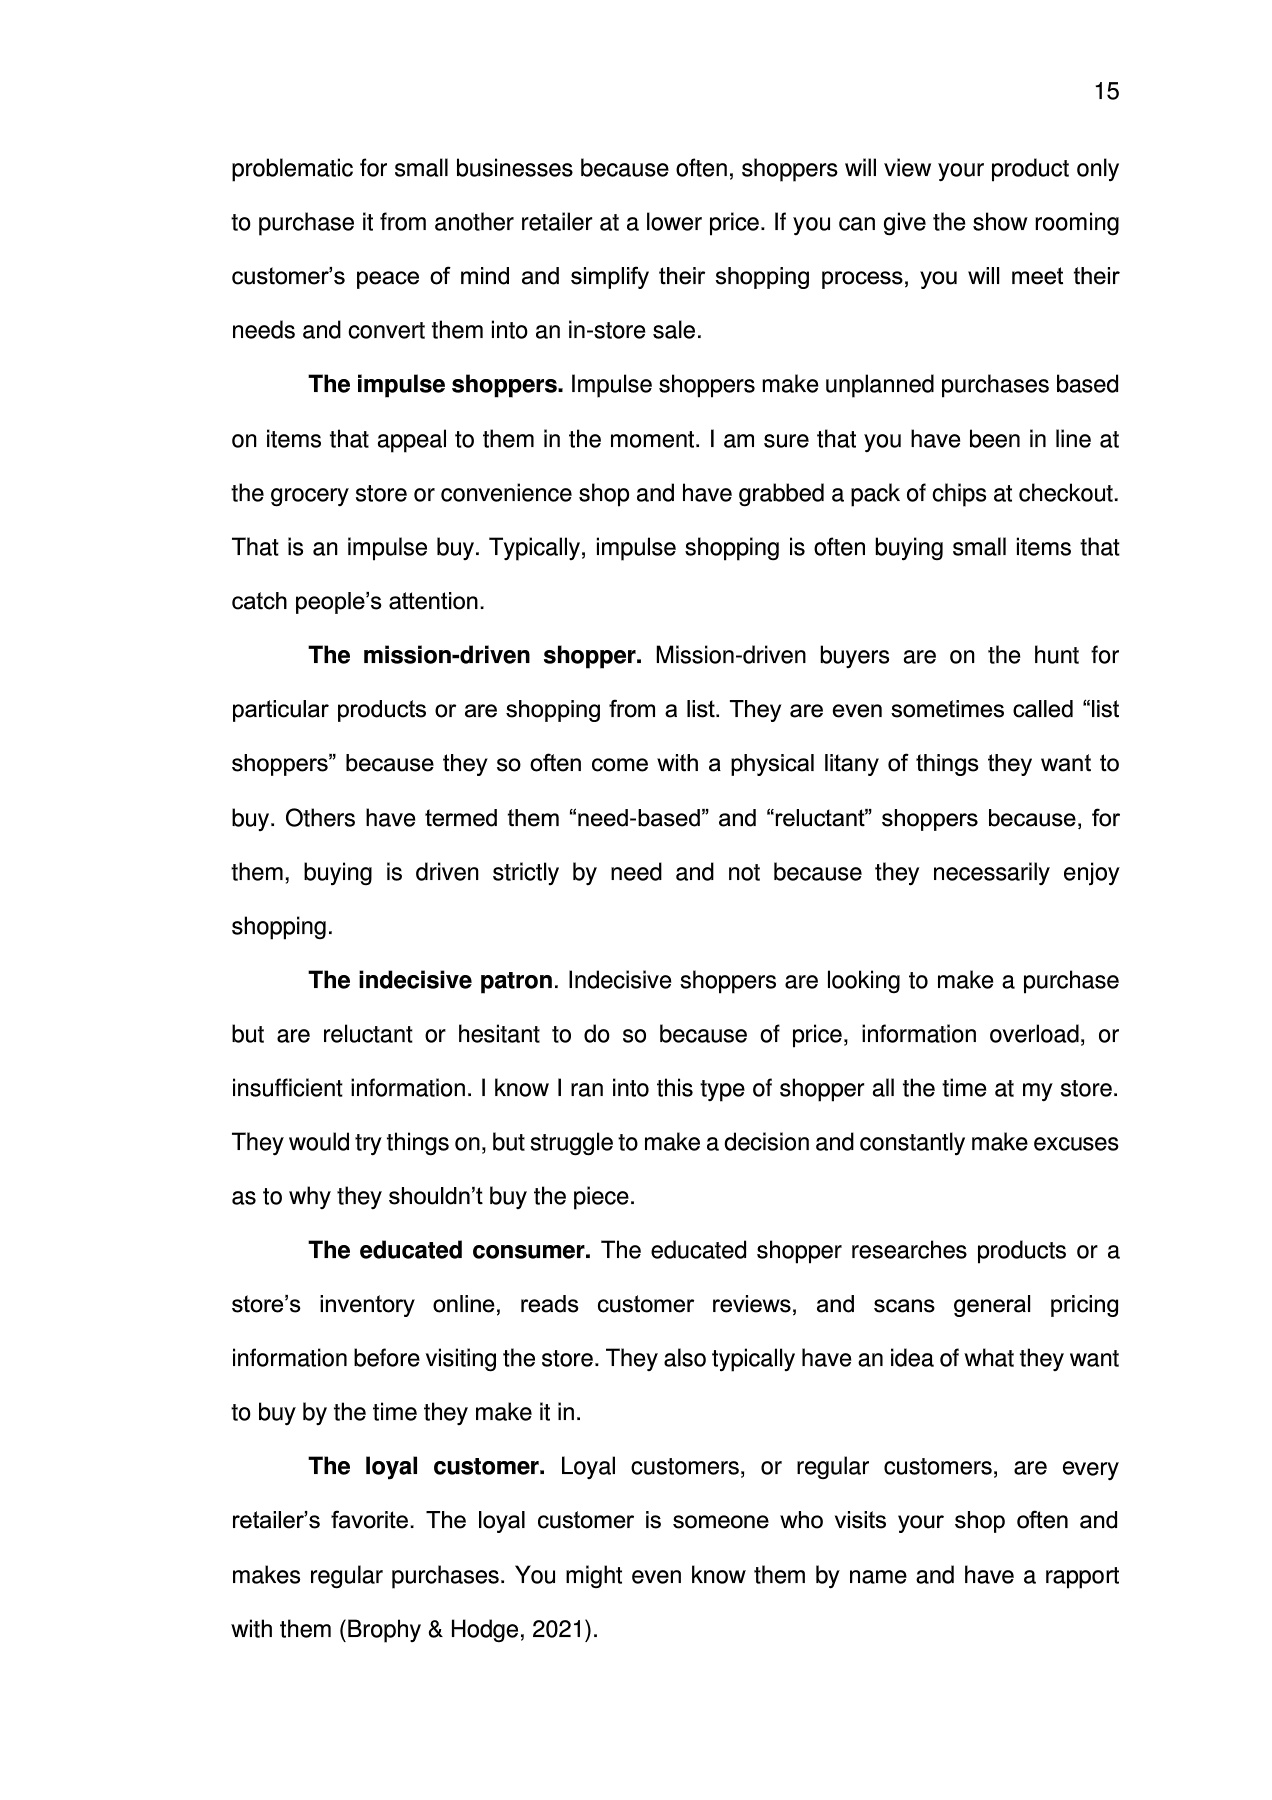 15
problematic for small businesses because often, shoppers will view your product only
to purchase it from another retailer at a lower price. If you can give the show rooming
customer’s peace of mind and simplify their shopping process, you will meet their
needs and convert them into an in-store sale.
The impulse shoppers. Impulse shoppers make unplanned purchases based
on items that appeal to them in the moment. I am sure that you have been in line at
the grocery store or convenience shop and have grabbed a pack of chips at checkout.
That is an impulse buy. Typically, impulse shopping is often buying small items that
catch people’s attention.
The mission-driven shopper. Mission-driven buyers are on the hunt for
particular products or are shopping from a list. They are even sometimes called “list
shoppers” because they so often come with a physical litany of things they want to
buy. Others have termed them “need-based” and “reluctant” shoppers because, for
them, buying is driven strictly by need and not because they necessarily enjoy
shopping.
The indecisive patron. Indecisive shoppers are looking to make a purchase
but are reluctant or hesitant to do so because of price, information overload, or
insufficient information. I know I ran into this type of shopper all the time at my store.
They would try things on, but struggle to make a decision and constantly make excuses
as to why they shouldn’t buy the piece.
The educated consumer. The educated shopper researches products or a
store’s inventory online, reads customer reviews, and scans general pricing
information before visiting the store. They also typically have an idea of what they want
to buy by the time they make it in.
The loyal customer. Loyal customers, or regular customers, are every
retailer’s favorite. The loyal customer is someone who visits your shop often and
makes regular purchases. You might even know them by name and have a rapport
with them (Brophy & Hodge, 2021).